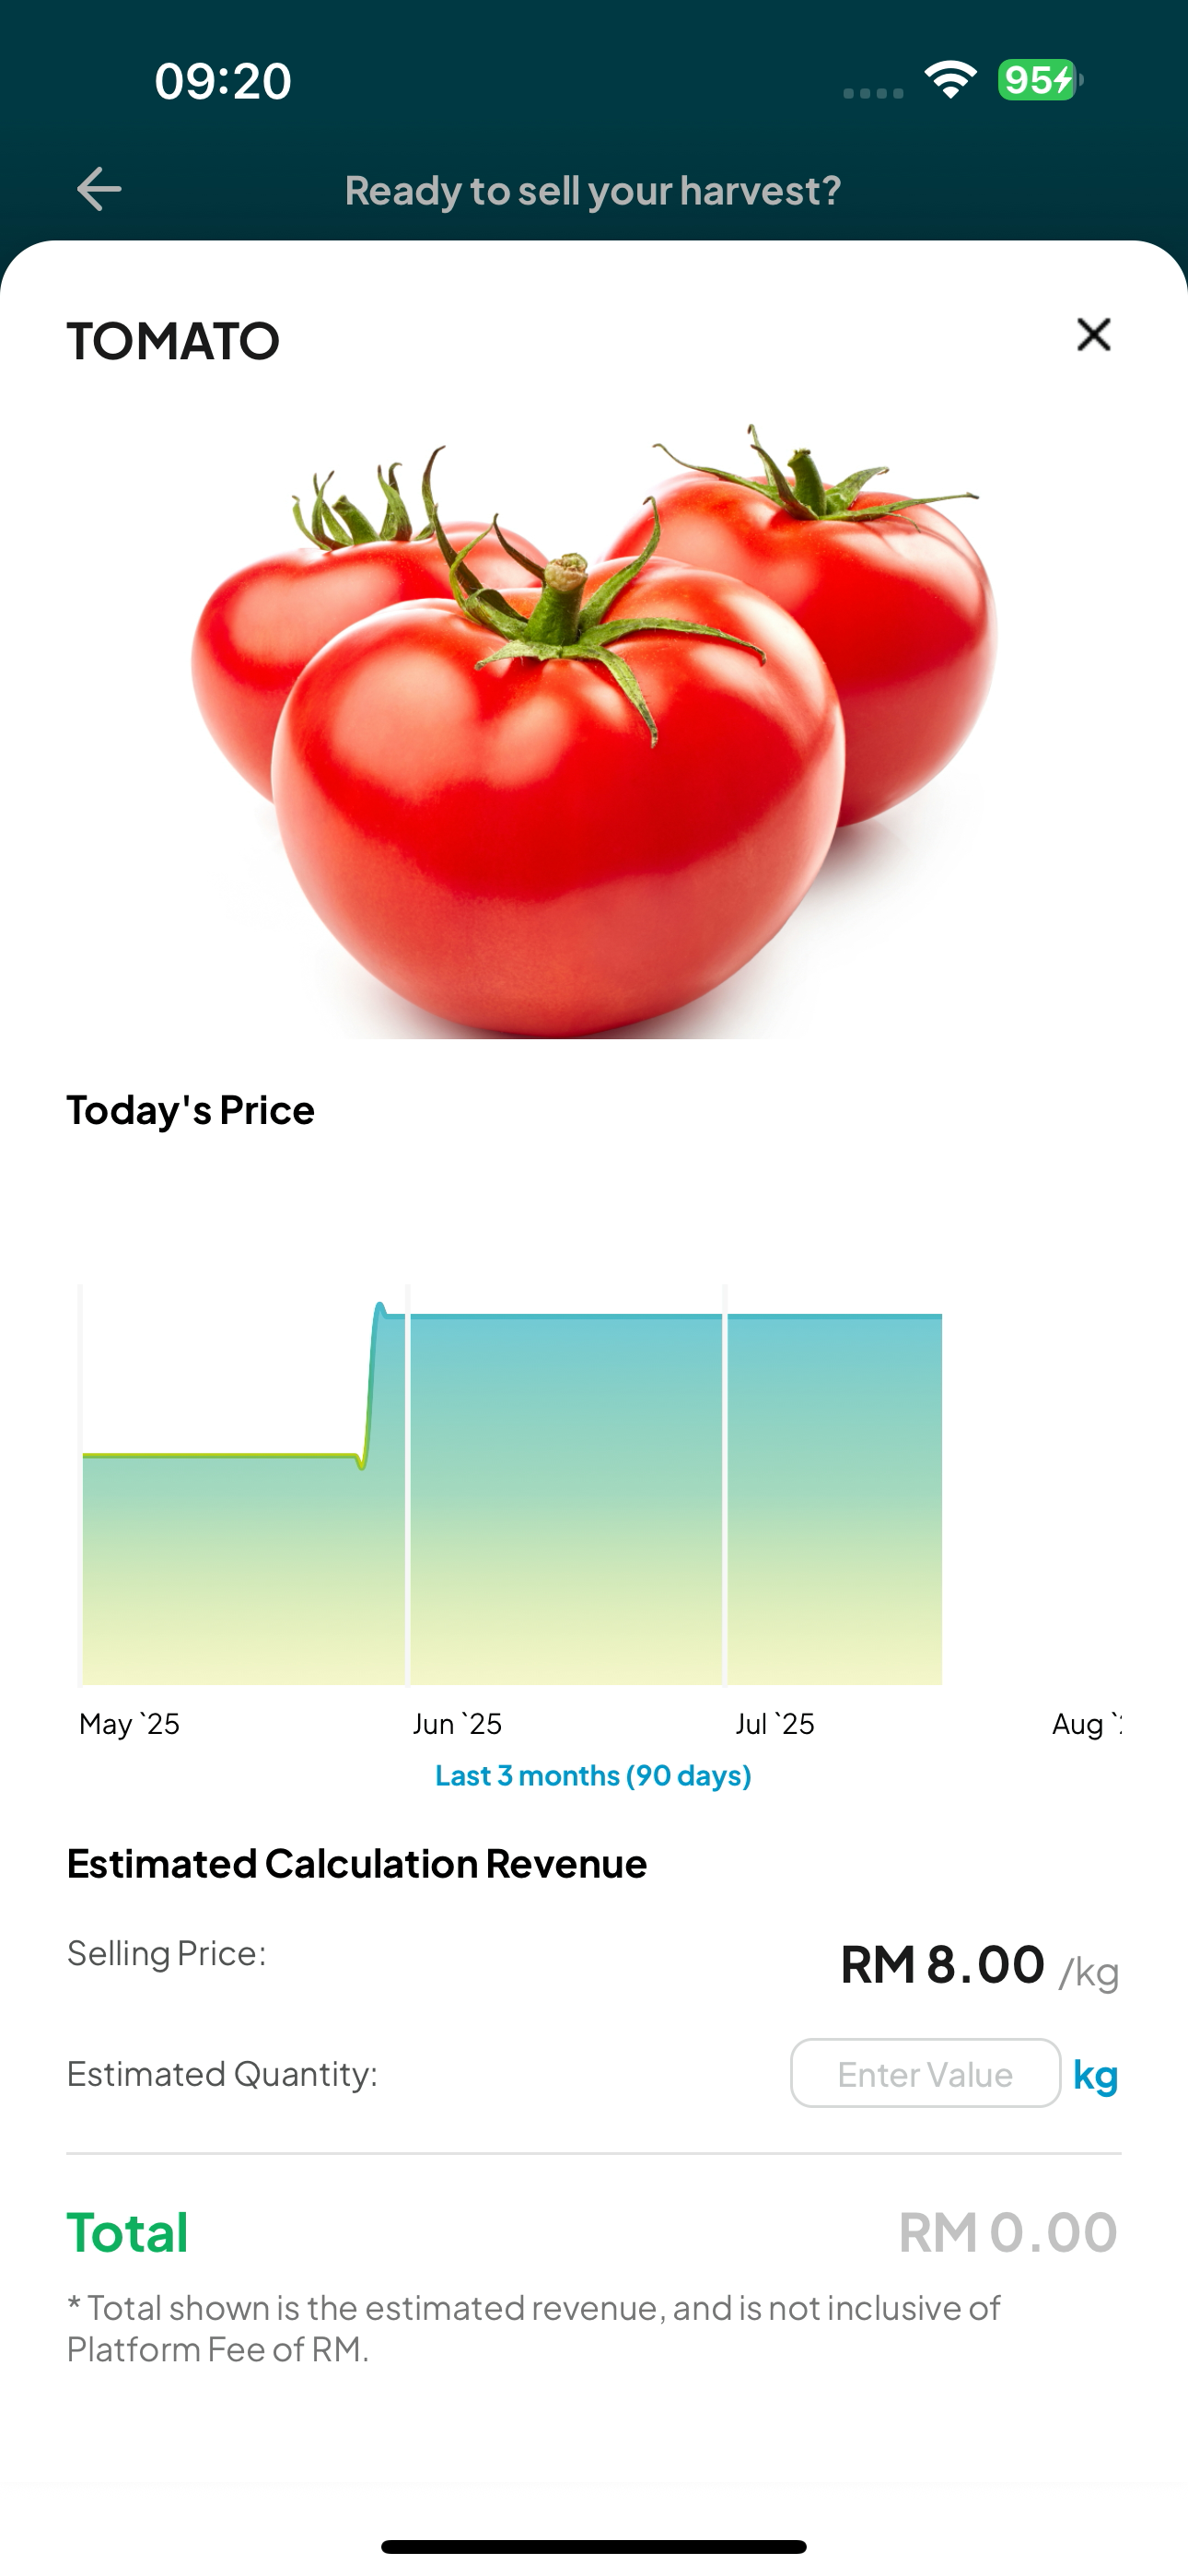 09:20
95
Ready to sell your harvest?
TOMATO
Today's Price
May `25
Jun `25
Jul `25
Aug `
Last 3 months (90 days)
Estimated Calculation Revenue
Selling Price:
RM 8.00 /kg
Estimated Quantity:
Enter Value
kg
Total
RM 0.00
* Total shown is the estimated revenue, and is not inclusive of
Platform Fee of RM.